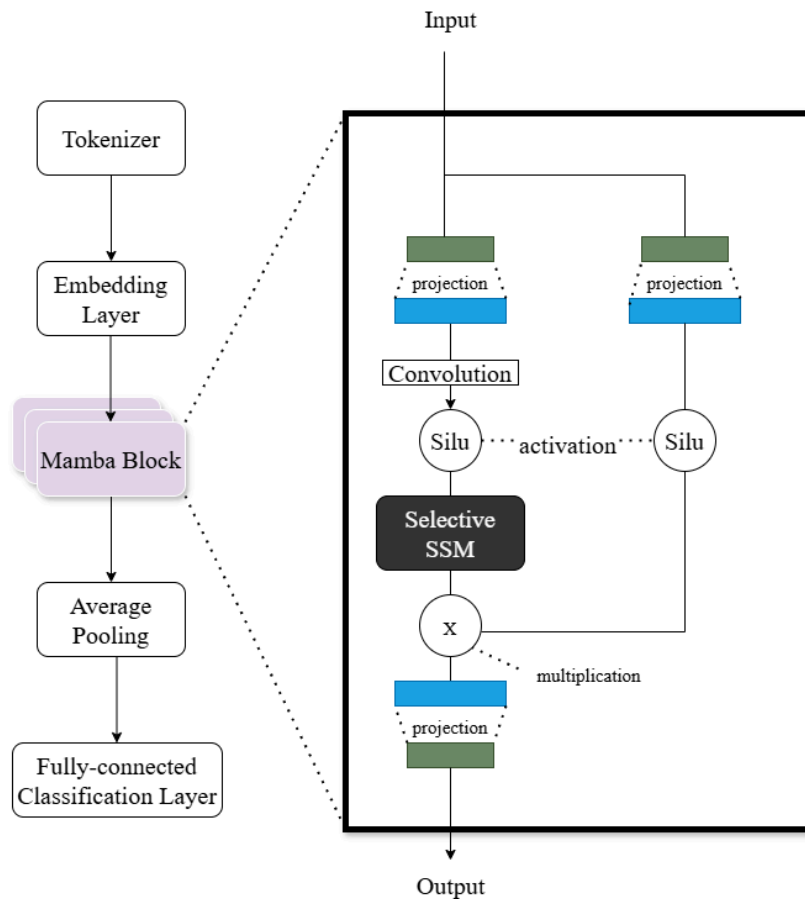 Input
Tokenizer
Embedding
Layer
Mamba Block
Average
Pooling
Fully-connected
Classification Layer
projection
projection
Convolution
Silu
activation
Silu
Selective
SSM
x
multiplication
projection
Output